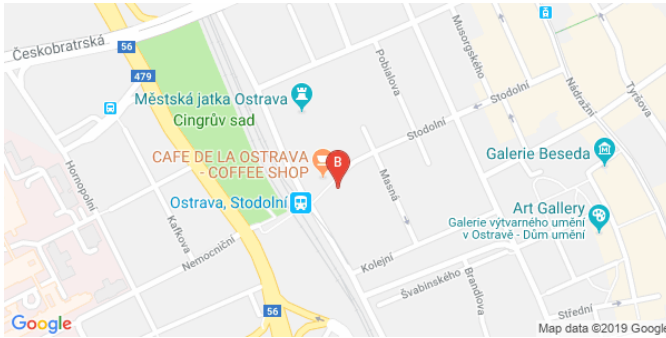 Českobratrská
56
479
Městská jatka Ostrava
Cingrův sad
Pobialova
Musorgského
Stodolní
Nádražní
Tyršova
Hornopolní
CAFE DE LA OSTRAVA
- COFFEE SHOP
B
Stodolní
Galerie Beseda
Masná
Ostrava, Stodolní
Art Gallery
Galerie výtvarného umění
v Ostravě - Dům umění
Kafkova
Nemocniční
Kolejní
Švabinského
Brandlova
Střední
56
Google
Map data ©2019 Google